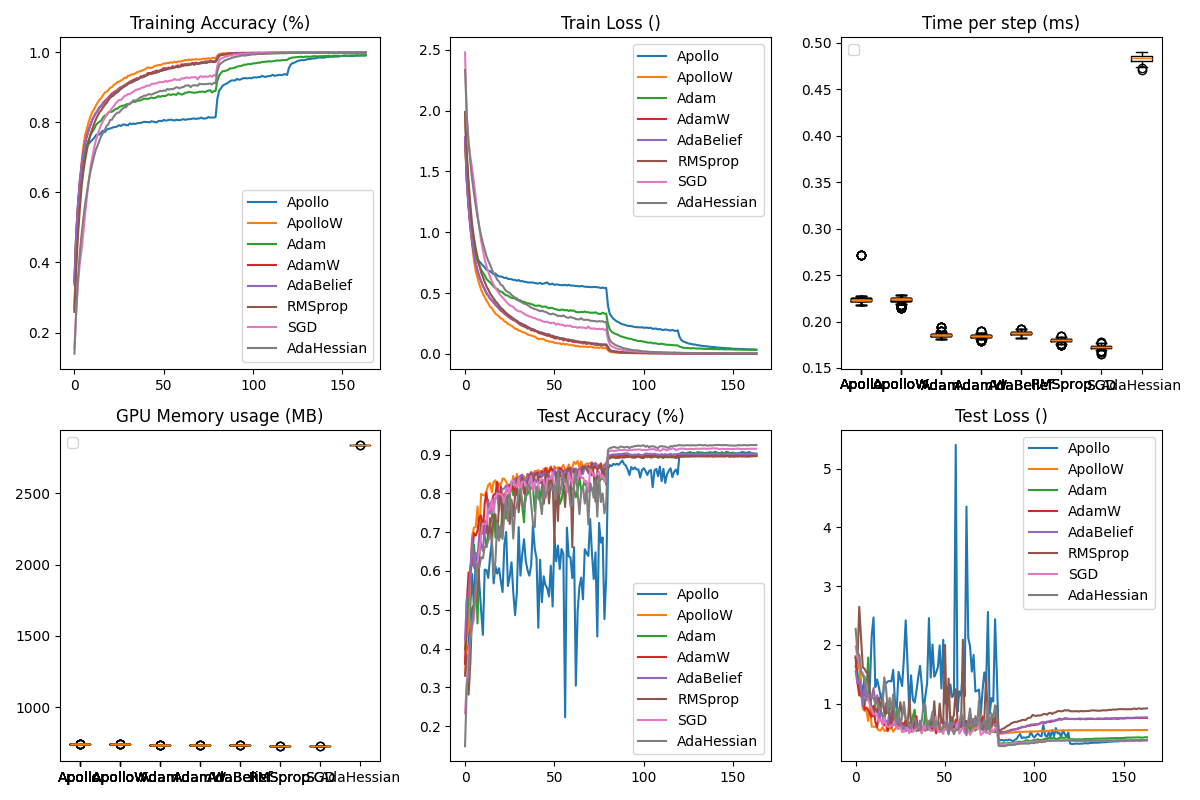 Training Accuracy (%)
1.0
0.8
0.6
0.4
0.2
0
50
100
150
Apollo
ApolloW
Adam
AdamW
AdaBelief
RMSprop
SGD
AdaHessian
Train Loss ()
2.5
2.0
1.5
1.0
0.5
0.0
0
50
100
150
Apollo
ApolloW
Adam
AdamW
AdaBelief
RMSprop
SGD
AdaHessian
Time per step (ms)
0.50
0.45
0.40
0.35
0.30
0.25
0.20
0.15
Apollo
ApolloW
Adam
AdamW
AdaBelief
RMSprop
SGD
AdaHessian
GPU Memory usage (MB)
2500
2000
1500
1000
Apollo
ApolloW
Adam
AdamW
AdaBelief
RMSprop
SGD
AdaHessian
Test Accuracy (%)
0.9
0.8
0.7
0.6
0.5
0.4
0.3
0.2
0
50
100
150
Apollo
ApolloW
Adam
AdamW
AdaBelief
RMSprop
SGD
AdaHessian
Test Loss ()
5
4
3
2
1
0
50
100
150
Apollo
ApolloW
Adam
AdamW
AdaBelief
RMSprop
SGD
AdaHessian